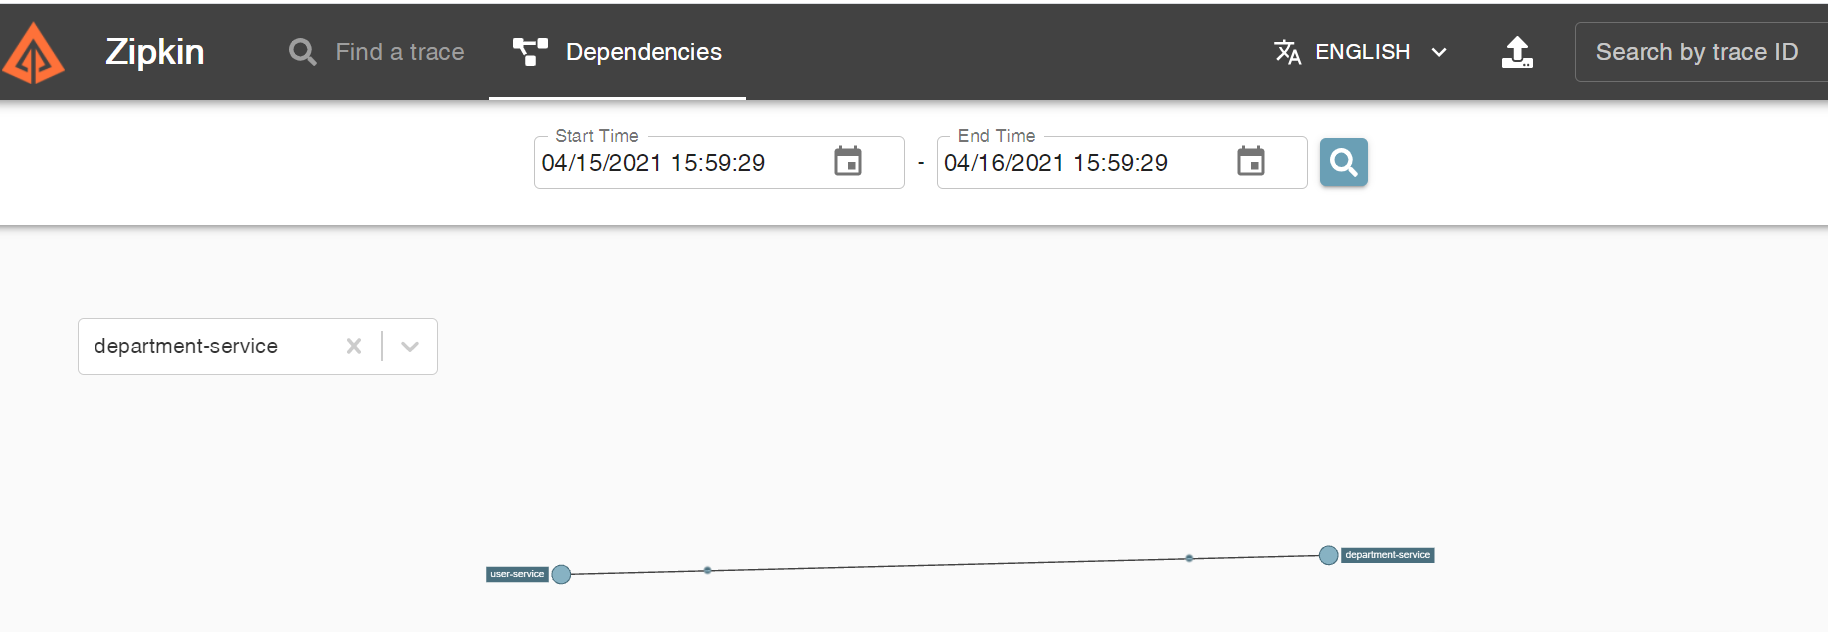 Zipkin
Find a trace
Dependencies
ENGLISH
Search by trace ID
Start Time
04/15/2021 15:59:29
-
End Time
04/16/2021 15:59:29
department-service
user-service
department-service